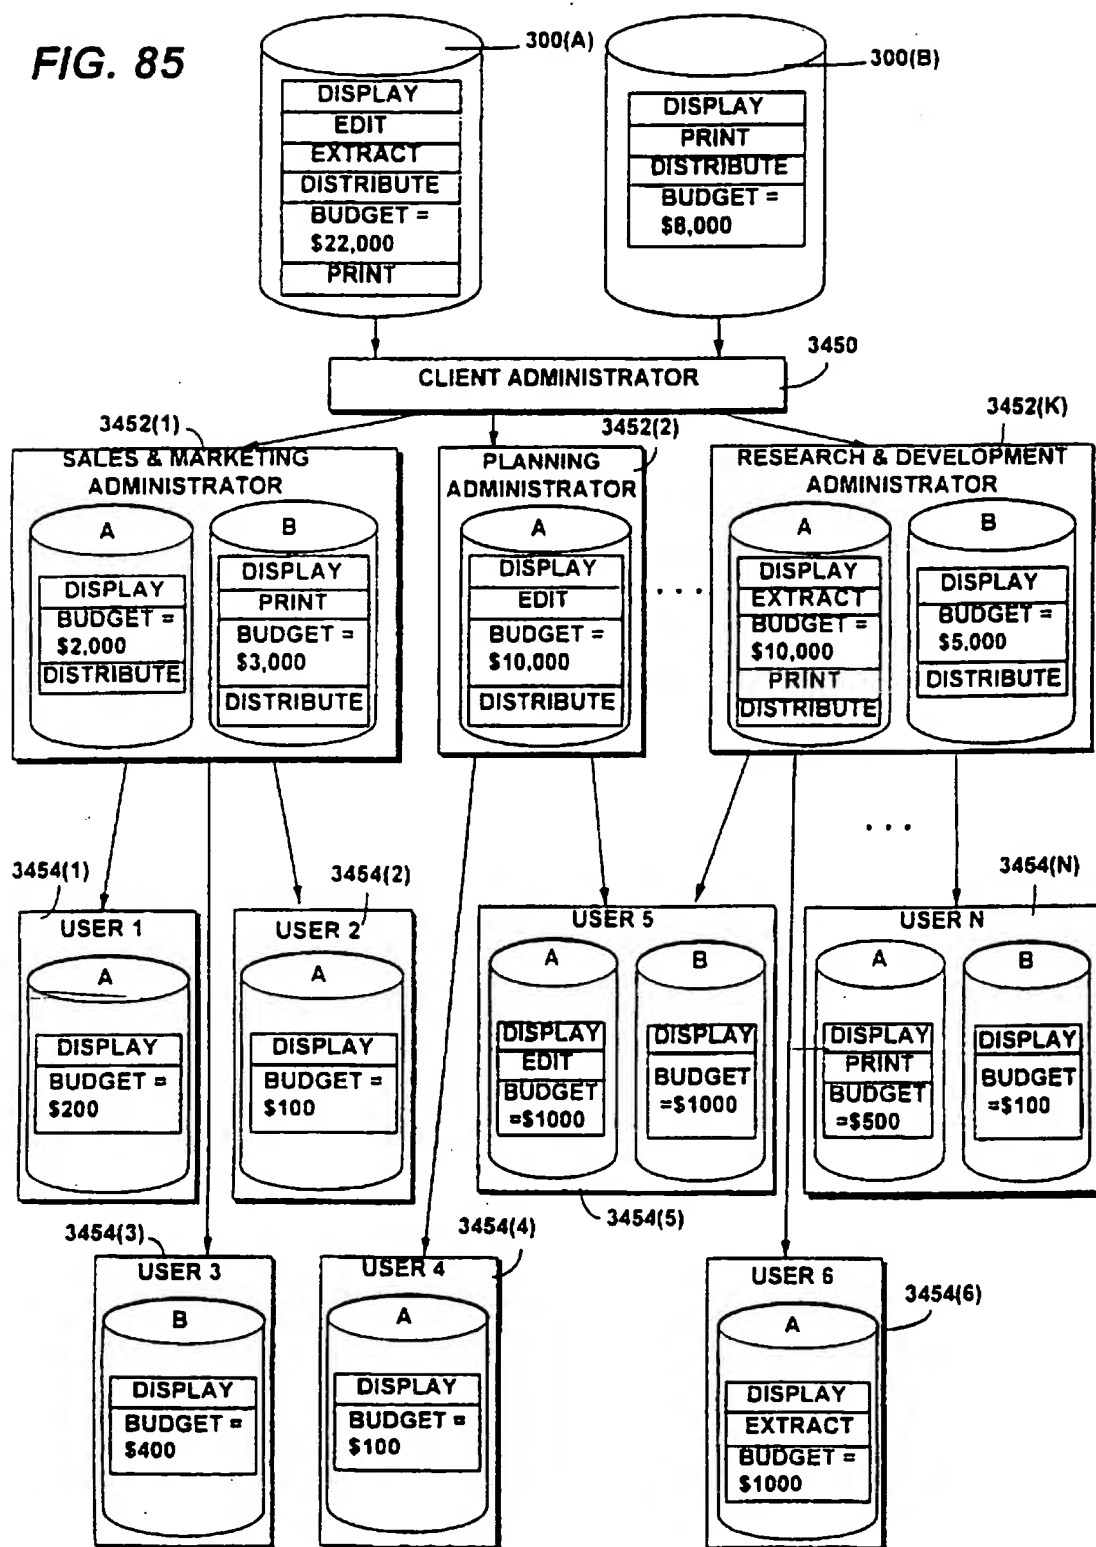 FIG. 85
300(A)
DISPLAY
EDIT
EXTRACT
DISTRIBUTE
BUDGET =
$22,000
PRINT
300(B)
DISPLAY
PRINT
DISTRIBUTE
BUDGET =
$8,000
CLIENT ADMINISTRATOR
3450
3452(1)
SALES & MARKETING
ADMINISTRATOR
A
DISPLAY
BUDGET =
$2,000
DISTRIBUTE
B
DISPLAY
PRINT
BUDGET =
$3,000
DISTRIBUTE
3452(2)
PLANNING
ADMINISTRATOR
A
DISPLAY
EDIT
BUDGET =
$10,000
DISTRIBUTE
. . .
3452(K)
RESEARCH & DEVELOPMENT
ADMINISTRATOR
A
DISPLAY
EXTRACT
BUDGET =
$10,000
PRINT
DISTRIBUTE
B
DISPLAY
BUDGET =
$5,000
DISTRIBUTE
. . .
3454(1)
USER 1
A
DISPLAY
BUDGET =
$200
3454(2)
USER 2
A
DISPLAY
BUDGET =
$100
USER 5
A
DISPLAY
EDIT
BUDGET
=$1000
B
DISPLAY
BUDGET
=$1000
3454(5)
3454(N)
USER N
A
DISPLAY
PRINT
BUDGET
=$500
B
DISPLAY
BUDGET
=$100
3454(3)
USER 3
B
DISPLAY
BUDGET =
$400
3454(4)
USER 4
A
DISPLAY
BUDGET =
$100
3454(6)
USER 6
A
DISPLAY
EXTRACT
BUDGET =
$1000